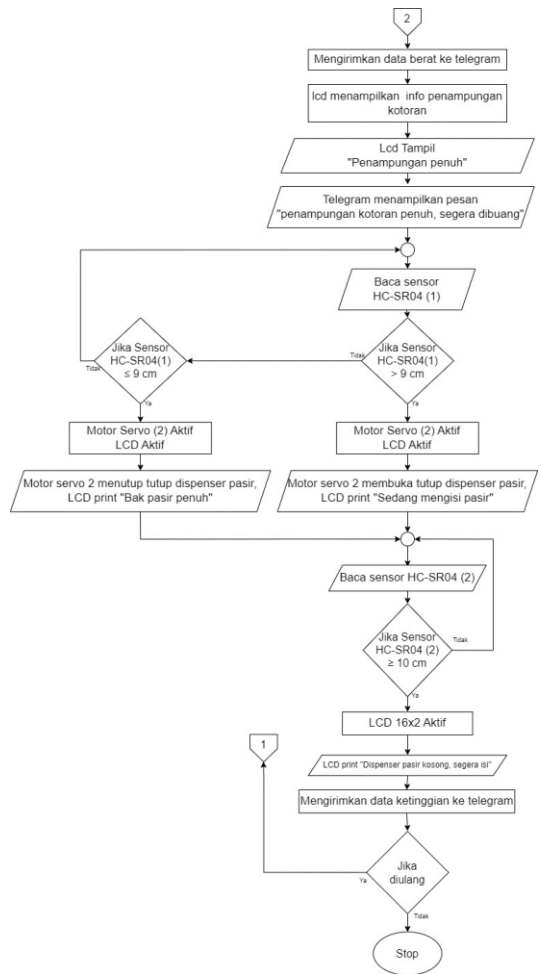 2
Mengirimkan data berat ke telegram
lcd menampilkan info penampungan
kotoran
Lcd Tampil
"Penampungan penuh"
Telegram menampilkan pesan
"penampungan kotoran penuh, segera dibuang"
Baca sensor
HC-SR04 (1)
Jika Sensor
HC-SR04(1)
≤ 9 cm
Tidak
Ya
Jika Sensor
HC-SR04(1)
> 9 cm
Tidak
Ya
Motor Servo (2) Aktif
LCD Aktif
Motor Servo (2) Aktif
LCD Aktif
Motor servo 2 menutup tutup dispenser pasir,
LCD print "Bak pasir penuh"
Motor servo 2 membuka tutup dispenser pasir,
LCD print "Sedang mengisi pasir"
Baca sensor HC-SR04 (2)
Jika Sensor
HC-SR04 (2)
≥ 10 cm
Tidak
Ya
LCD 16x2 Aktif
1
LCD print "Dispenser pasir kosong, segera isi"
Mengirimkan data ketinggian ke telegram
Jika
diulang
Ya
Tidak
Stop